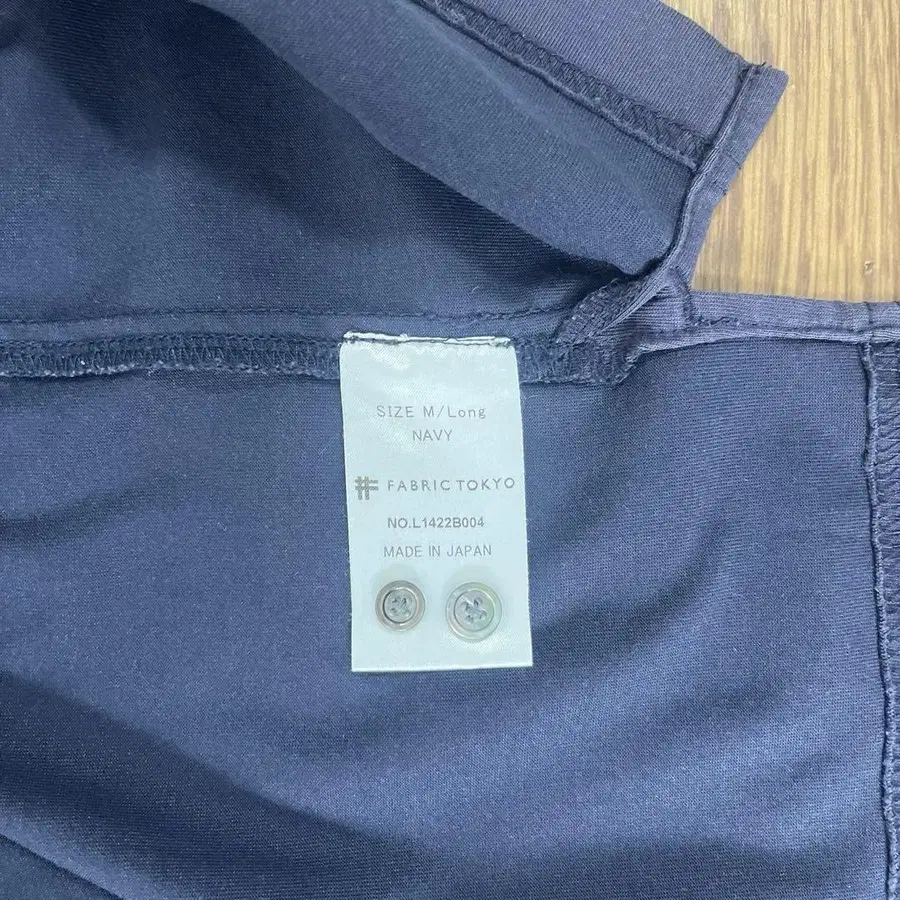 SIZE M/Long
NAVY
FABRIC TOKYO
NO.L1422B004
MADE IN JAPAN